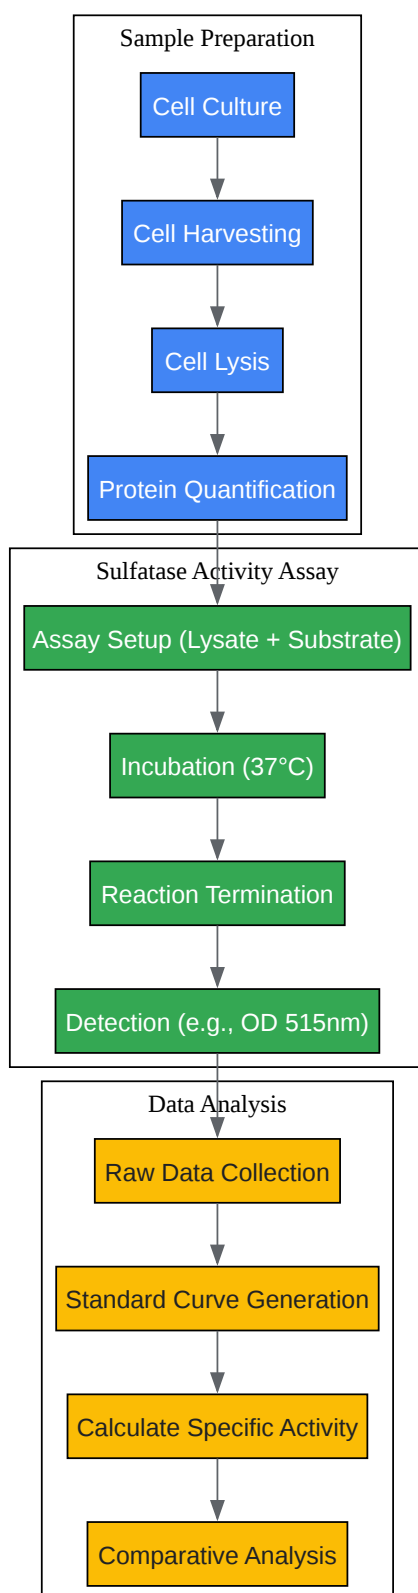 Sample Preparation
Cell Culture
Cell Harvesting
Cell Lysis
Protein Quantification
Sulfatase Activity Assay
Assay Setup (Lysate + Substrate)
Incubation (37°C)
Reaction Termination
Detection (e.g., OD 515nm)
Data Analysis
Raw Data Collection
Standard Curve Generation
Calculate Specific Activity
Comparative Analysis